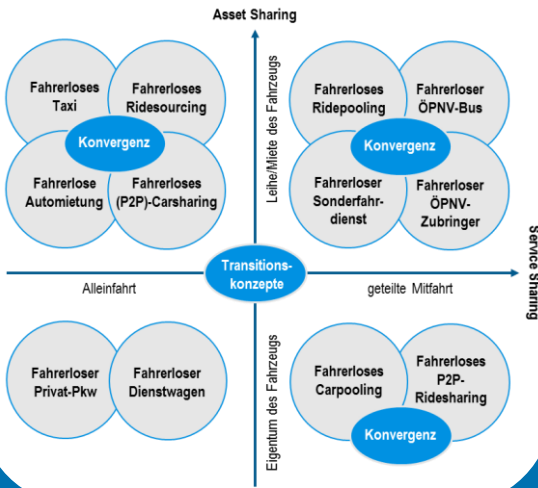 Asset Sharing
Fahrerloses
Taxi
Fahrerloses
Ridesourcing
Konvergenz
Fahrerlose
Automietung
Fahrerloses
(P2P)-Carsharing
Leihe/Miete des Fahrzeugs
Fahrerloses
Ridepooling
Fahrerloser
ÖPNV-Bus
Konvergenz
Fahrerloser
Sonderfahr-
dienst
Fahrerloser
ÖPNV-
Zubringer
Service Sharing
Transitions-
konzepte
Alleinfahrt
geteilte Mitfahrt
Fahrerloser
Privat-Pkw
Fahrerloser
Dienstwagen
Eigentum des Fahrzeugs
Fahrerloses
Carpooling
Fahrerloses
P2P-
Ridesharing
Konvergenz